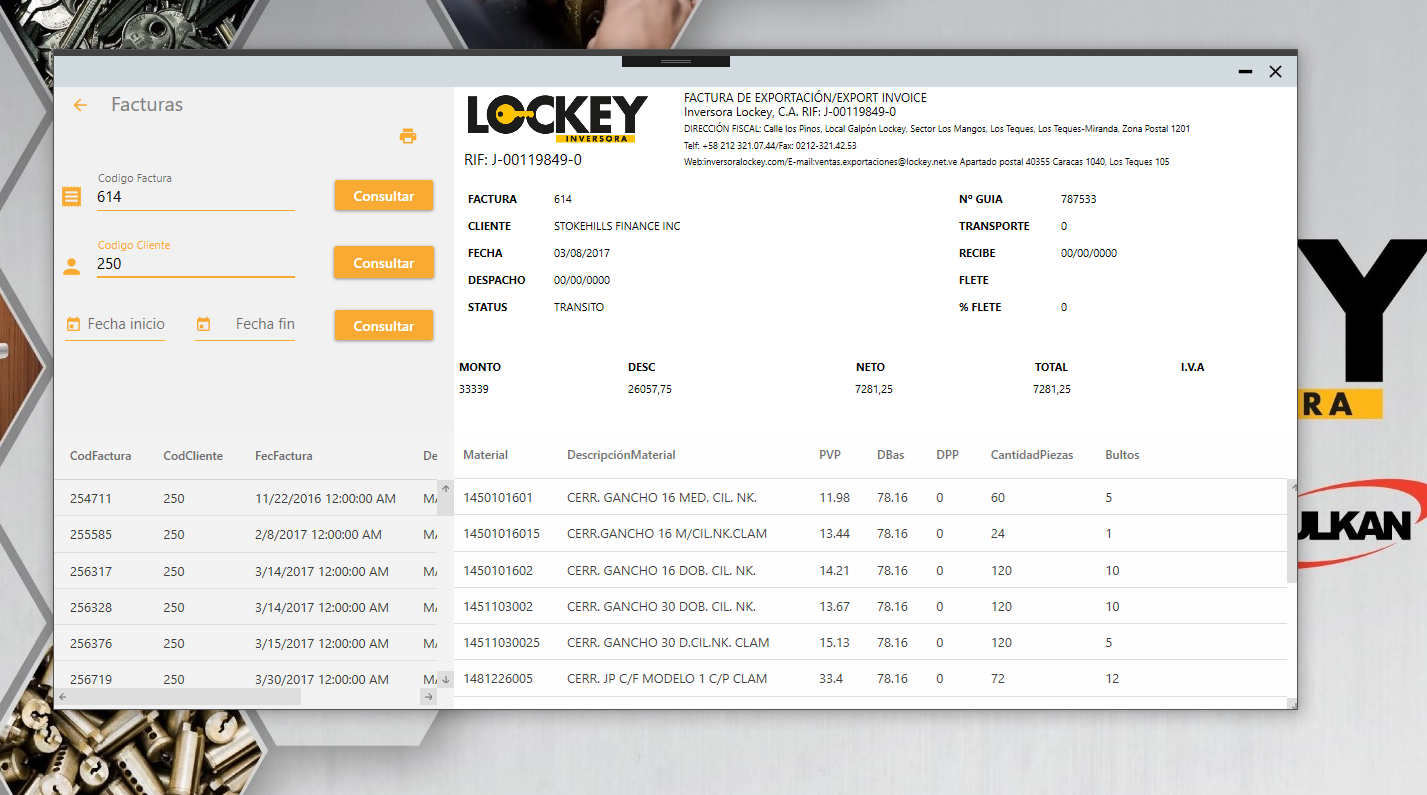 Facturas
Codigo Factura
614
Consultar
Codigo Cliente
250
Consultar
Fecha inicio
Fecha fin
Consultar
CodFactura CodCliente FecFactura De
254711 250 11/22/2016 12:00:00 AM
255585 250 2/8/2017 12:00:00 AM
256317 250 3/14/2017 12:00:00 AM
256328 250 3/14/2017 12:00:00 AM
256376 250 3/15/2017 12:00:00 AM
256719 250 3/30/2017 12:00:00 AM
LOCKEY
INVERSORA
RIF: J-00119849-0
FACTURA DE EXPORTACIÓN/EXPORT INVOICE
Inversora Lockey, C.A. RIF: J-00119849-0
DIRECCIÓN FISCAL: Calle los Pinos, Local Galpón Lockey, Sector Los Mangos, Los Teques, Los Teques-Miranda, Zona Postal 1201
Telf: +58 212 321.07.44/Fax: 0212-321.42.53
Web:inversoralockey.com/E-mail:ventas.exportaciones@lockey.net.ve Apartado postal 40355 Caracas 1040, Los Teques 105
FACTURA 614 Nº GUIA 787533
CLIENTE STOKEHILLS FINANCE INC TRANSPORTE 0
FECHA 03/08/2017 RECIBE 00/00/0000
DESPACHO 00/00/0000 FLETE
STATUS TRANSITO % FLETE 0
MONTO DESC NETO TOTAL I.V.A
33339 26057,75 7281,25 7281,25
Material DescripciónMaterial PVP DBas DPP CantidadPiezas Bultos
1450101601 CERR. GANCHO 16 MED. CIL. NK. 11.98 78.16 0 60 5
14501016015 CERR.GANCHO 16 M/CIL.NK.CLAM 13.44 78.16 0 24 1
1450101602 CERR. GANCHO 16 DOB. CIL. NK. 14.21 78.16 0 120 10
1451103002 CERR. GANCHO 30 DOB. CIL. NK. 13.67 78.16 0 120 10
14511030025 CERR. GANCHO 30 D.CIL.NK. CLAM 15.13 78.16 0 120 5
1481226005 CERR. JP C/F MODELO 1 C/P CLAM 33.4 78.16 0 72 12
Y
RA
ULKAN